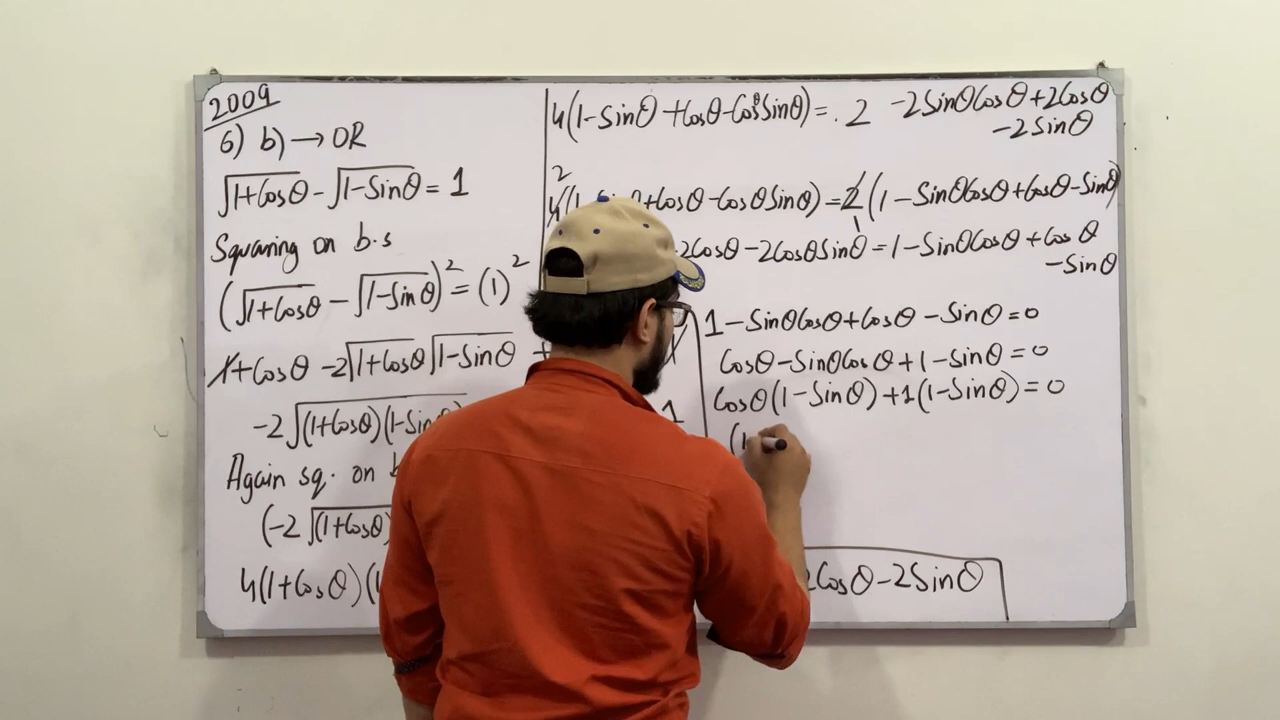 2009
6) b) → OR
√1+Cosθ - √1-Sinθ = 1
Squaring on b.s
(√1+Cosθ - √1-Sinθ)² = (1)²
1+Cosθ -2√1+Cosθ √1-Sinθ +
-2√(1+Cosθ)(1-Sin
Again sq. on b
(-2 √(1+Cosθ)
4(1+Cosθ)(1
4(1-Sinθ+Cosθ-CosθSinθ) = 2 -2SinθCosθ+2Cosθ
-2Sinθ
2
+Cosθ-CosθSinθ) = 2(1-SinθCosθ+Cosθ-Sinθ)
1
2Cosθ-2CosθSinθ = 1-SinθCosθ+Cosθ
-Sinθ
1-SinθCosθ+Cosθ-Sinθ=0
Cosθ-SinθCosθ+1-Sinθ=0
Cosθ(1-Sinθ)+1(1-Sinθ)=0
(1
1
2Cosθ-2Sinθ